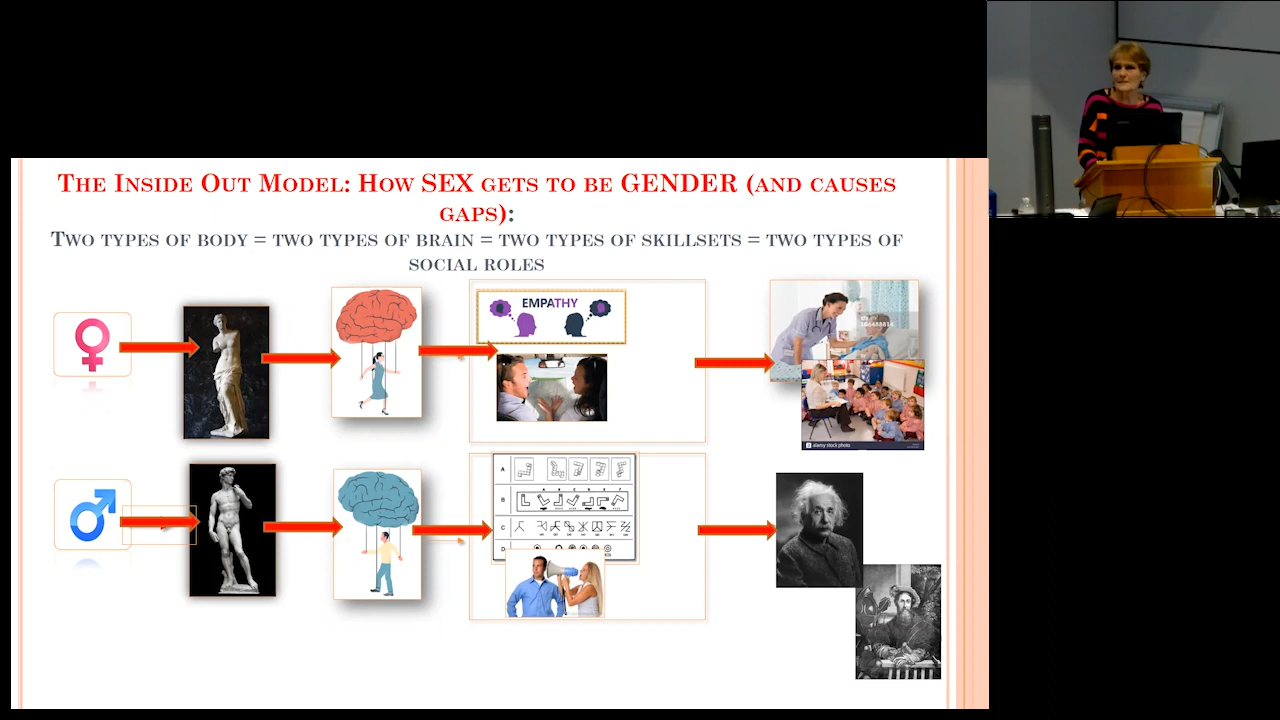 THE INSIDE OUT MODEL: HOW SEX GETS TO BE GENDER (AND CAUSES
GAPS):
TWO TYPES OF BODY = TWO TYPES OF BRAIN = TWO TYPES OF SKILLSETS = TWO TYPES OF
SOCIAL ROLES
EMPATHY
alamy stock photo
A
B
C
D